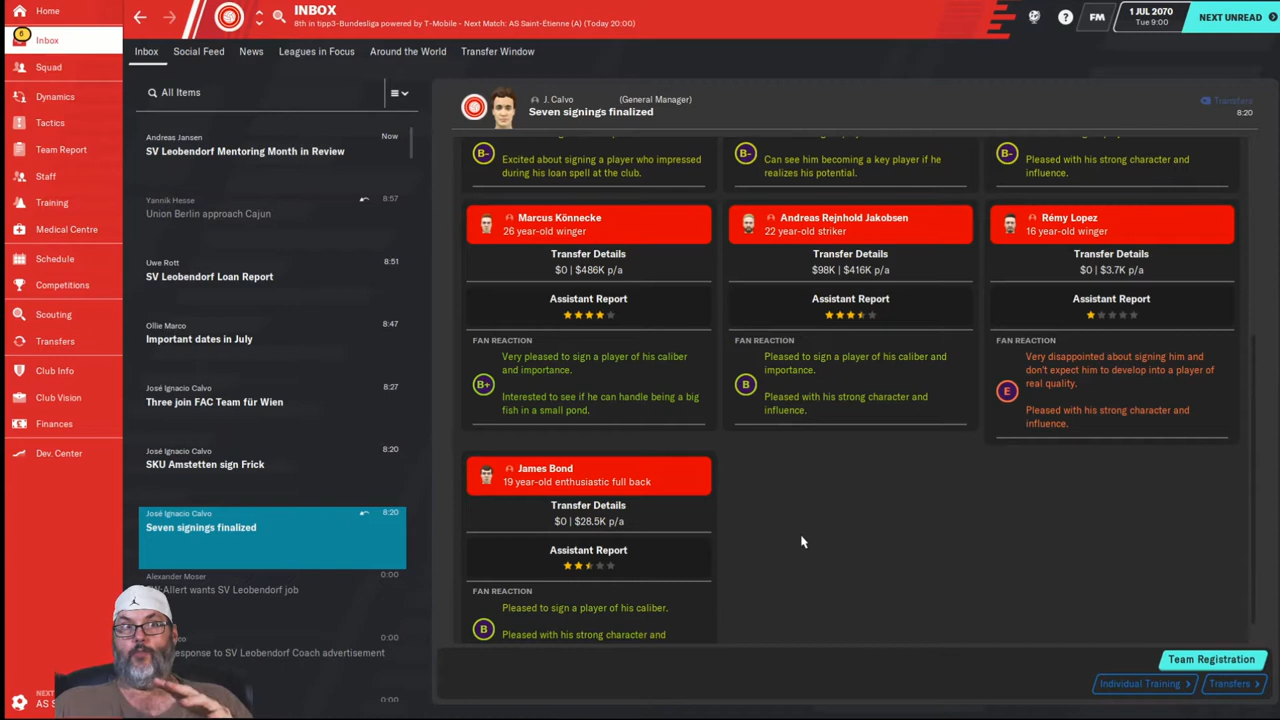 Home
INBOX
8th in tipp3-Bundesliga powered by T-Mobile - Next Match: AS Saint-Étienne (A) (Today 20:00)
FM
1 JUL 2070
Tue 9:00
NEXT UNREAD
6
Inbox
Squad
Dynamics
Tactics
Team Report
Staff
Training
Medical Centre
Schedule
Competitions
Scouting
Transfers
Club Info
Club Vision
Finances
Dev. Center
NEXT
AS S
Inbox
Social Feed
News
Leagues in Focus
Around the World
Transfer Window
All Items
Andreas Jansen
Now
SV Leobendorf Mentoring Month in Review
Yannik Hesse
8:57
Union Berlin approach Cajun
Uwe Rott
8:51
SV Leobendorf Loan Report
Ollie Marco
8:47
Important dates in July
José Ignacio Calvo
8:27
Three join FAC Team für Wien
José Ignacio Calvo
8:20
SKU Amstetten sign Frick
José Ignacio Calvo
8:20
Seven signings finalized
Alexander Moser
0:00
wants SV Leobendorf job
0:00
esponse to SV Leobendorf Coach advertisement
0:00
J. Calvo (General Manager)
Seven signings finalized
Transfers
8:20
B-
Excited about signing a player who impressed
during his loan spell at the club.
B-
Can see him becoming a key player if he
realizes his potential.
B-
Pleased with his strong character and
influence.
Marcus Könnecke
26 year-old winger
Transfer Details
$0 | $486K p/a
Assistant Report
FAN REACTION
B+
Very pleased to sign a player of his caliber
and importance.
Interested to see if he can handle being a big
fish in a small pond.
Andreas Rejnhold Jakobsen
22 year-old striker
Transfer Details
$98K | $416K p/a
Assistant Report
FAN REACTION
B
Pleased to sign a player of his caliber and
importance.
Pleased with his strong character and
influence.
Rémy Lopez
16 year-old winger
Transfer Details
$0 | $3.7K p/a
Assistant Report
FAN REACTION
E
Very disappointed about signing him and
don't expect him to develop into a player of
real quality.
Pleased with his strong character and
influence.
James Bond
19 year-old enthusiastic full back
Transfer Details
$0 | $28.5K p/a
Assistant Report
FAN REACTION
B
Pleased to sign a player of his caliber.
Pleased with his strong character and
Team Registration
Individual Training
Transfers